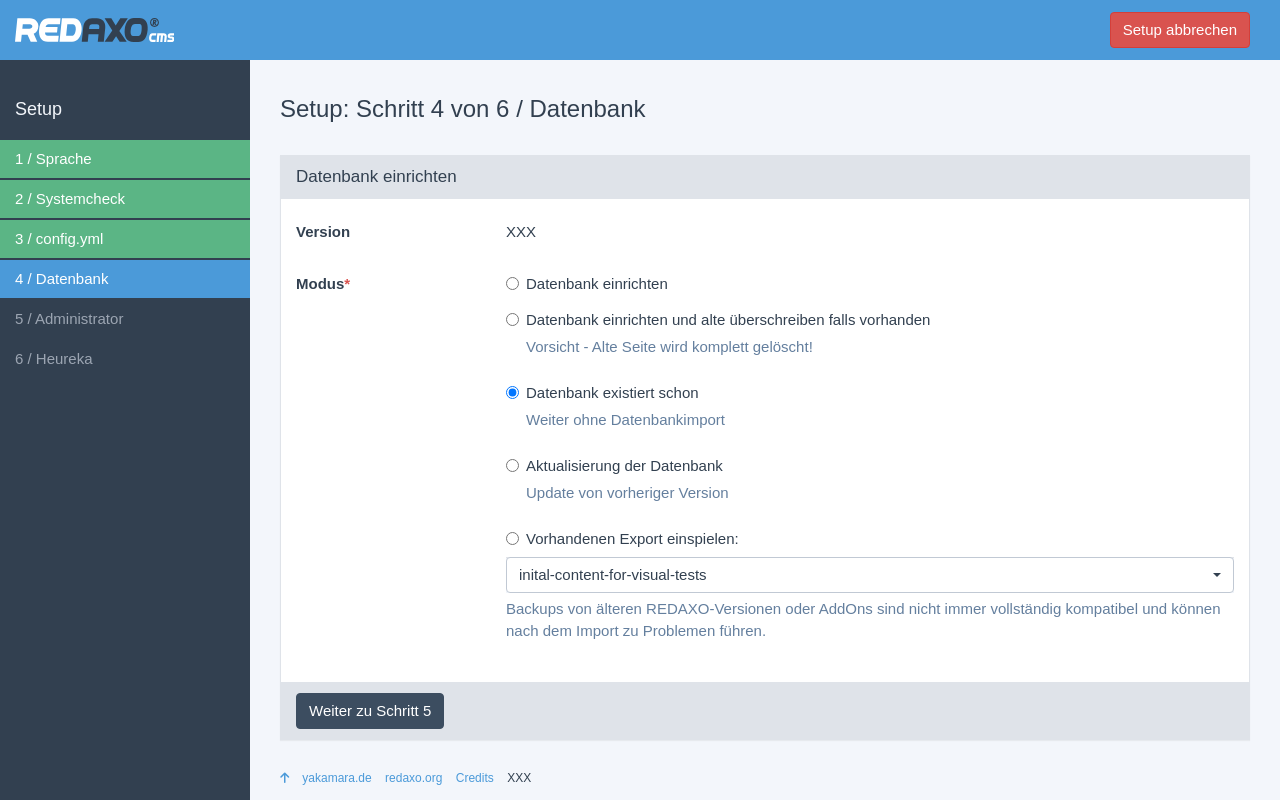 REDAXO® cms
Setup abbrechen
Setup
1 / Sprache
2 / Systemcheck
3 / config.yml
4 / Datenbank
5 / Administrator
6 / Heureka
Setup: Schritt 4 von 6 / Datenbank
Datenbank einrichten
Version XXX
Modus* Datenbank einrichten
Datenbank einrichten und alte überschreiben falls vorhanden
Vorsicht - Alte Seite wird komplett gelöscht!
Datenbank existiert schon
Weiter ohne Datenbankimport
Aktualisierung der Datenbank
Update von vorheriger Version
Vorhandenen Export einspielen:
inital-content-for-visual-tests
Backups von älteren REDAXO-Versionen oder AddOns sind nicht immer vollständig kompatibel und können
nach dem Import zu Problemen führen.
Weiter zu Schritt 5
yakamara.de redaxo.org Credits XXX